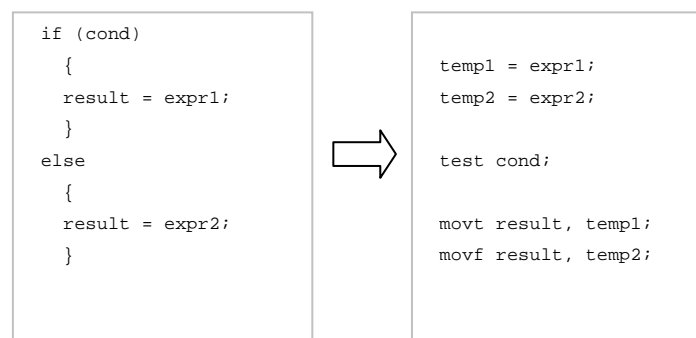 if (cond)
{
result = expr1;
}
else
{
result = expr2;
}
temp1 = expr1;
temp2 = expr2;
test cond;
movt result, temp1;
movf result, temp2;